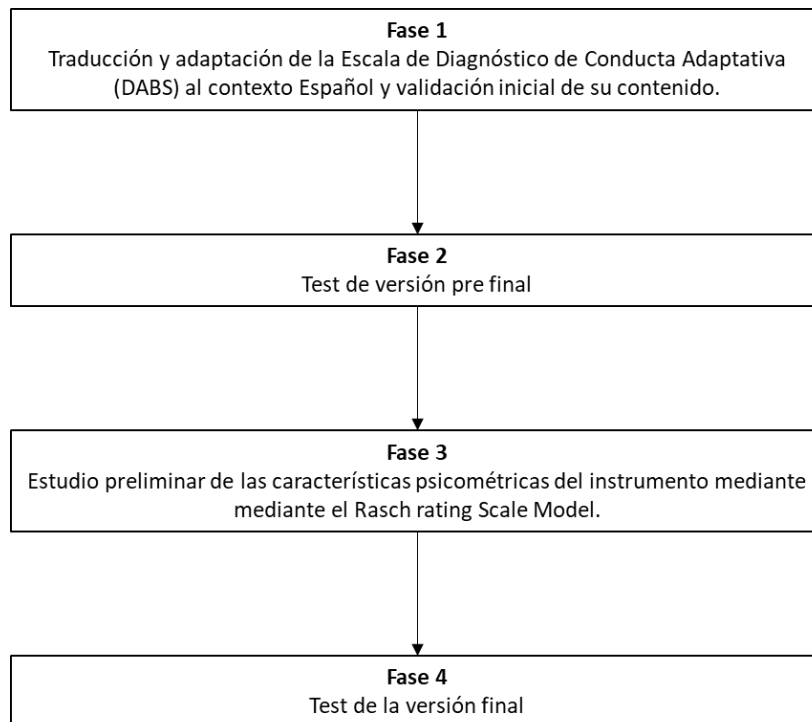 Fase 1
Traducción y adaptación de la Escala de Diagnóstico de Conducta Adaptativa
(DABS) al contexto Español y validación inicial de su contenido.
Fase 2
Test de versión pre final
Fase 3
Estudio preliminar de las características psicométricas del instrumento mediante
mediante el Rasch rating Scale Model.
Fase 4
Test de la versión final